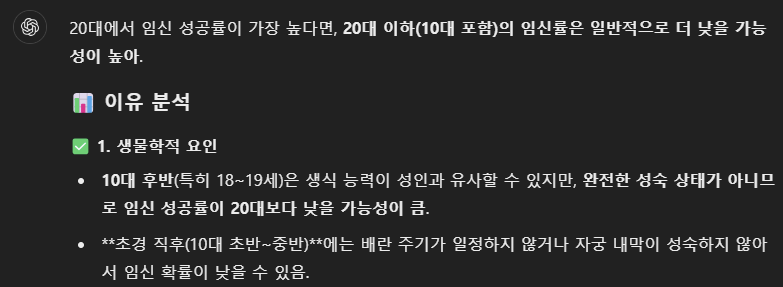 20대에서 임신 성공률이 가장 높다면, 20대 이하(10대 포함)의 임신률은 일반적으로 더 낮을 가능
성이 높아.
이유 분석
1. 생물학적 요인
10대 후반(특히 18~19세)은 생식 능력이 성인과 유사할 수 있지만, 완전한 성숙 상태가 아니므
로 임신 성공률이 20대보다 낮을 가능성이 큼.
**초경 직후(10대 초반~중반)**에는 배란 주기가 일정하지 않거나 자궁 내막이 성숙하지 않아
서 임신 확률이 낮을 수 있음.